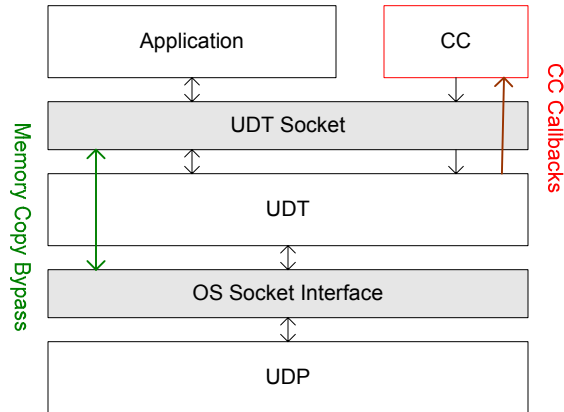 Application
CC
UDT Socket
CC Callbacks
Memory Copy
Bypass
UDT
OS Socket Interface
UDP